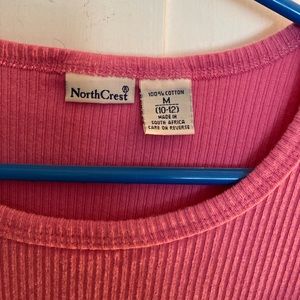 NorthCrest®
100% COTTON
M
(10-12)
MADE IN
SOUTH AFRICA
CARE ON REVERSE